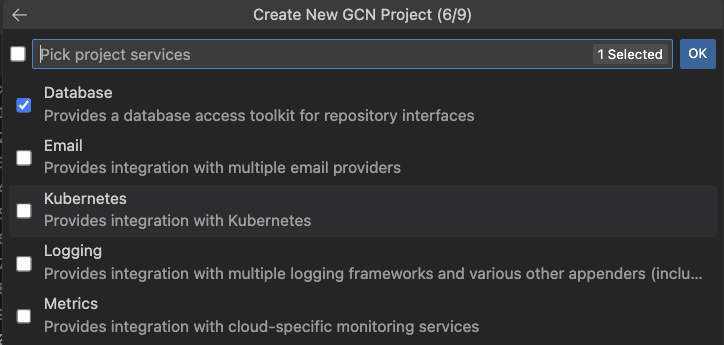 Create New GCN Project (6/9)
Pick project services
1 Selected
OK
Database
Provides a database access toolkit for repository interfaces
Email
Provides integration with multiple email providers
Kubernetes
Provides integration with Kubernetes
Logging
Provides integration with multiple logging frameworks and various other appenders (inclu...
Metrics
Provides integration with cloud-specific monitoring services